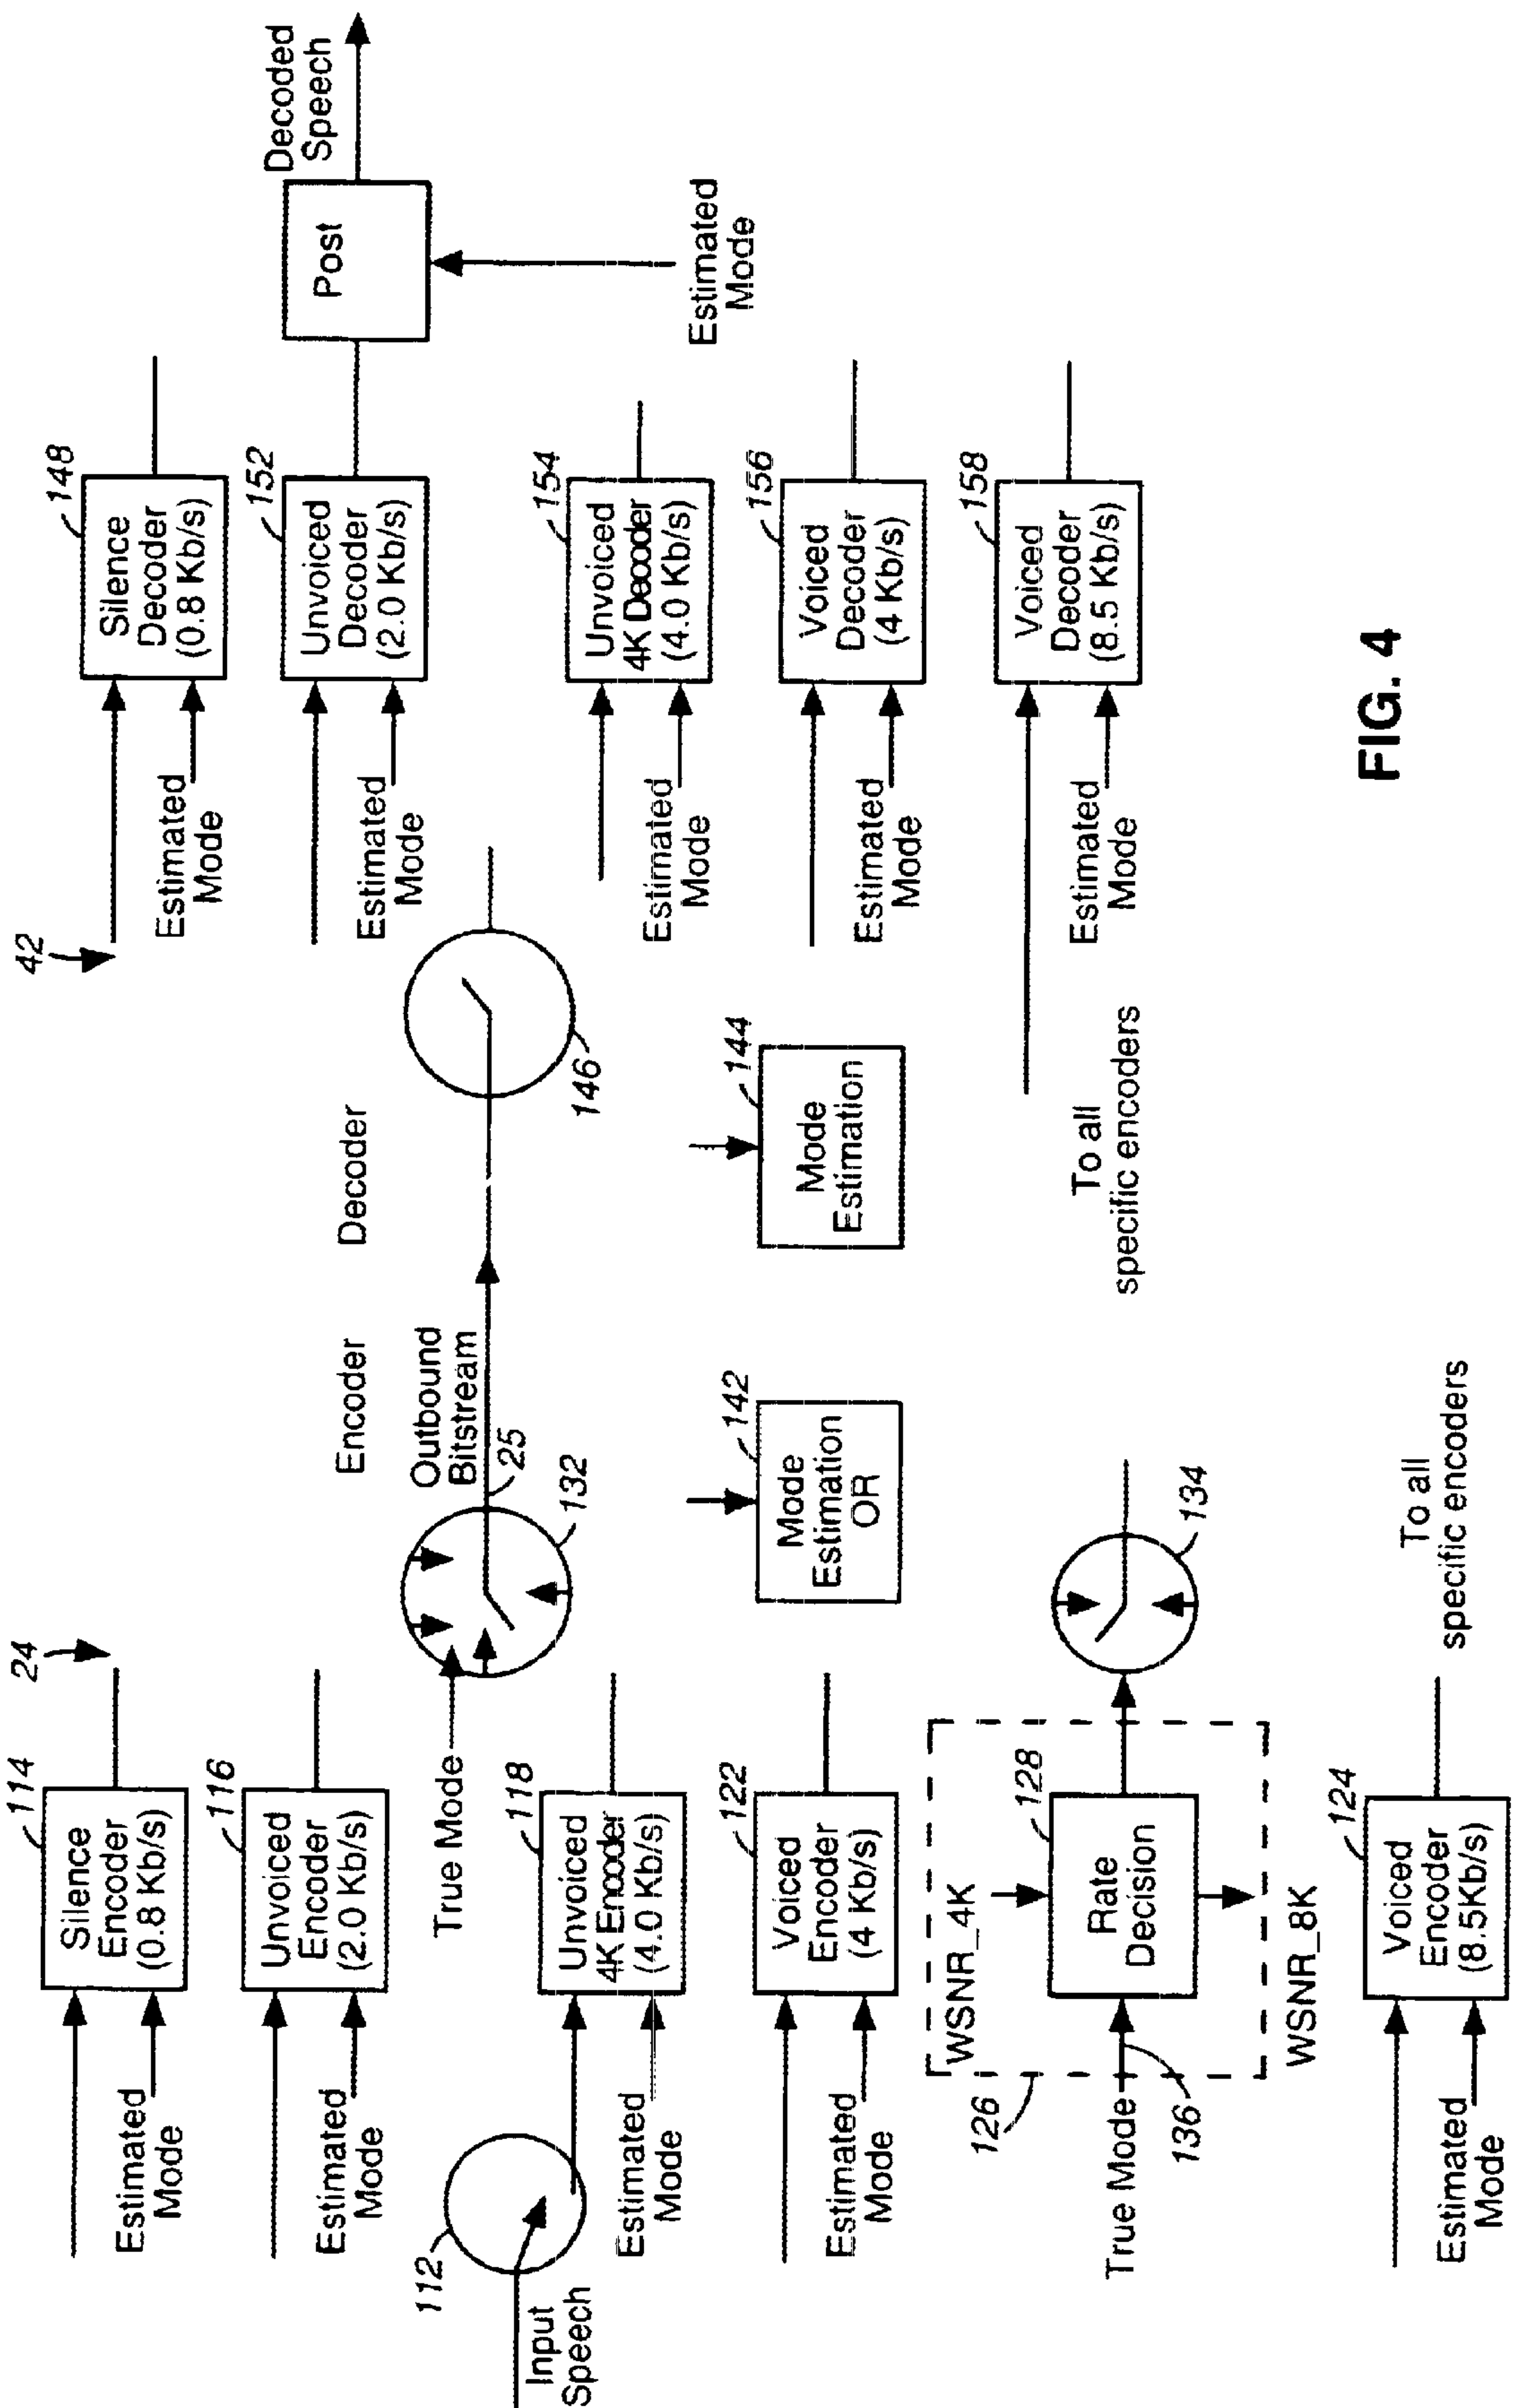 24
114
Silence
Encoder
(0.8 Kb/s)
Estimated
Mode
116
Unvoiced
Encoder
(2.0 Kb/s)
Estimated
Mode
True Mode
112
Input
Speech
118
Unvoiced
4K Encoder
(4.0 Kb/s)
Estimated
Mode
122
Voiced
Encoder
(4 Kb/s)
Estimated
Mode
WSNR_4K
126
128
Rate
Decision
True Mode
136
WSNR_8K
134
124
Voiced
Encoder
(8.5Kb/s)
Estimated
Mode
To all
specific encoders
Encoder
Decoder
Outbound
Bitstream
25
132
146
142
Mode
Estimation
OR
144
Mode
Estimation
To all
specific encoders
42
148
Silence
Decoder
(0.8 Kb/s)
Estimated
Mode
152
Unvoiced
Decoder
(2.0 Kb/s)
Estimated
Mode
Post
Decoded
Speech
Estimated
Mode
154
Unvoiced
4K Decoder
(4.0 Kb/s)
Estimated
Mode
156
Voiced
Decoder
(4 Kb/s)
Estimated
Mode
158
Voiced
Decoder
(8.5 Kb/s)
Estimated
Mode
FIG. 4